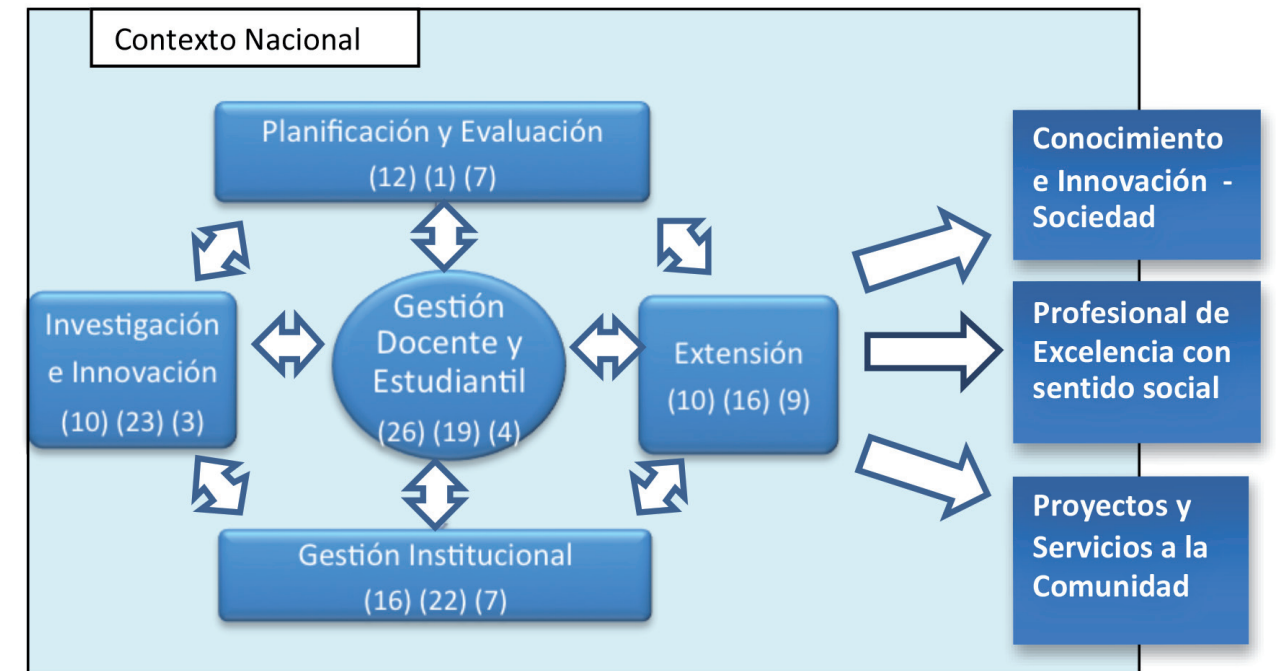 Contexto Nacional
Planificación y Evaluación
(12) (1) (7)
Investigación
e Innovación
(10) (23) (3)
Gestión
Docente y
Estudiantil
(26) (19) (4)
Extensión
(10) (16) (9)
Gestión Institucional
(16) (22) (7)
Conocimiento
e Innovación -
Sociedad
Profesional de
Excelencia con
sentido social
Proyectos y
Servicios a la
Comunidad